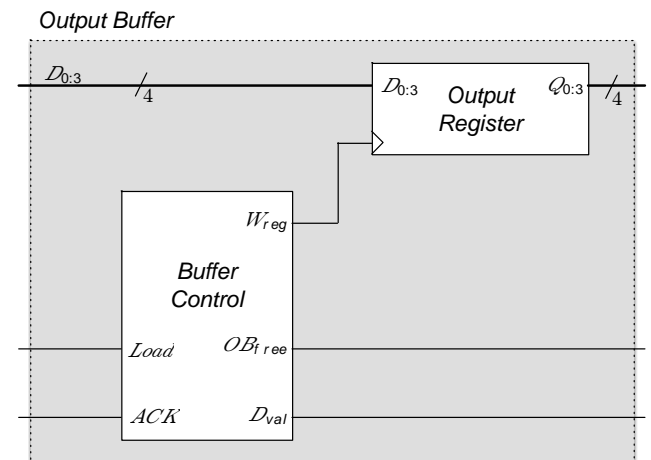 Output Buffer
D0:3
4
D0:3
Output
Register
Q0:3
4
Wreg
Buffer
Control
Load
OBfree
ACK
Dval